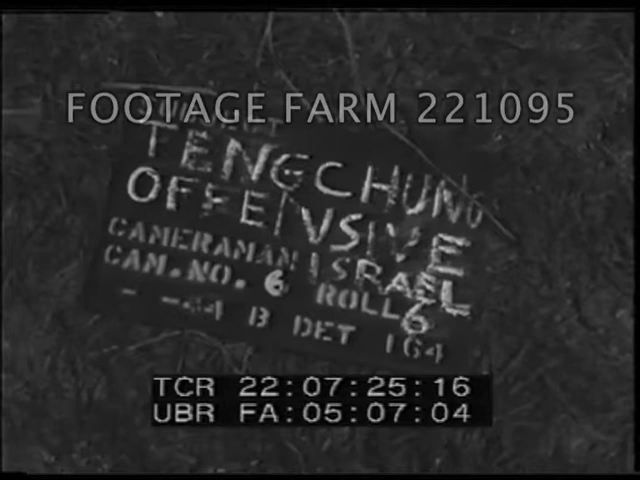 FOOTAGE FARM 221095
TENGCHUNG
OFFENSIVE
CAMERAMAN ISRAEL
CAM. NO. 6 ROLL 6
- -44 B DET 164
TCR 22:07:25:16
UBR FA:05:07:04